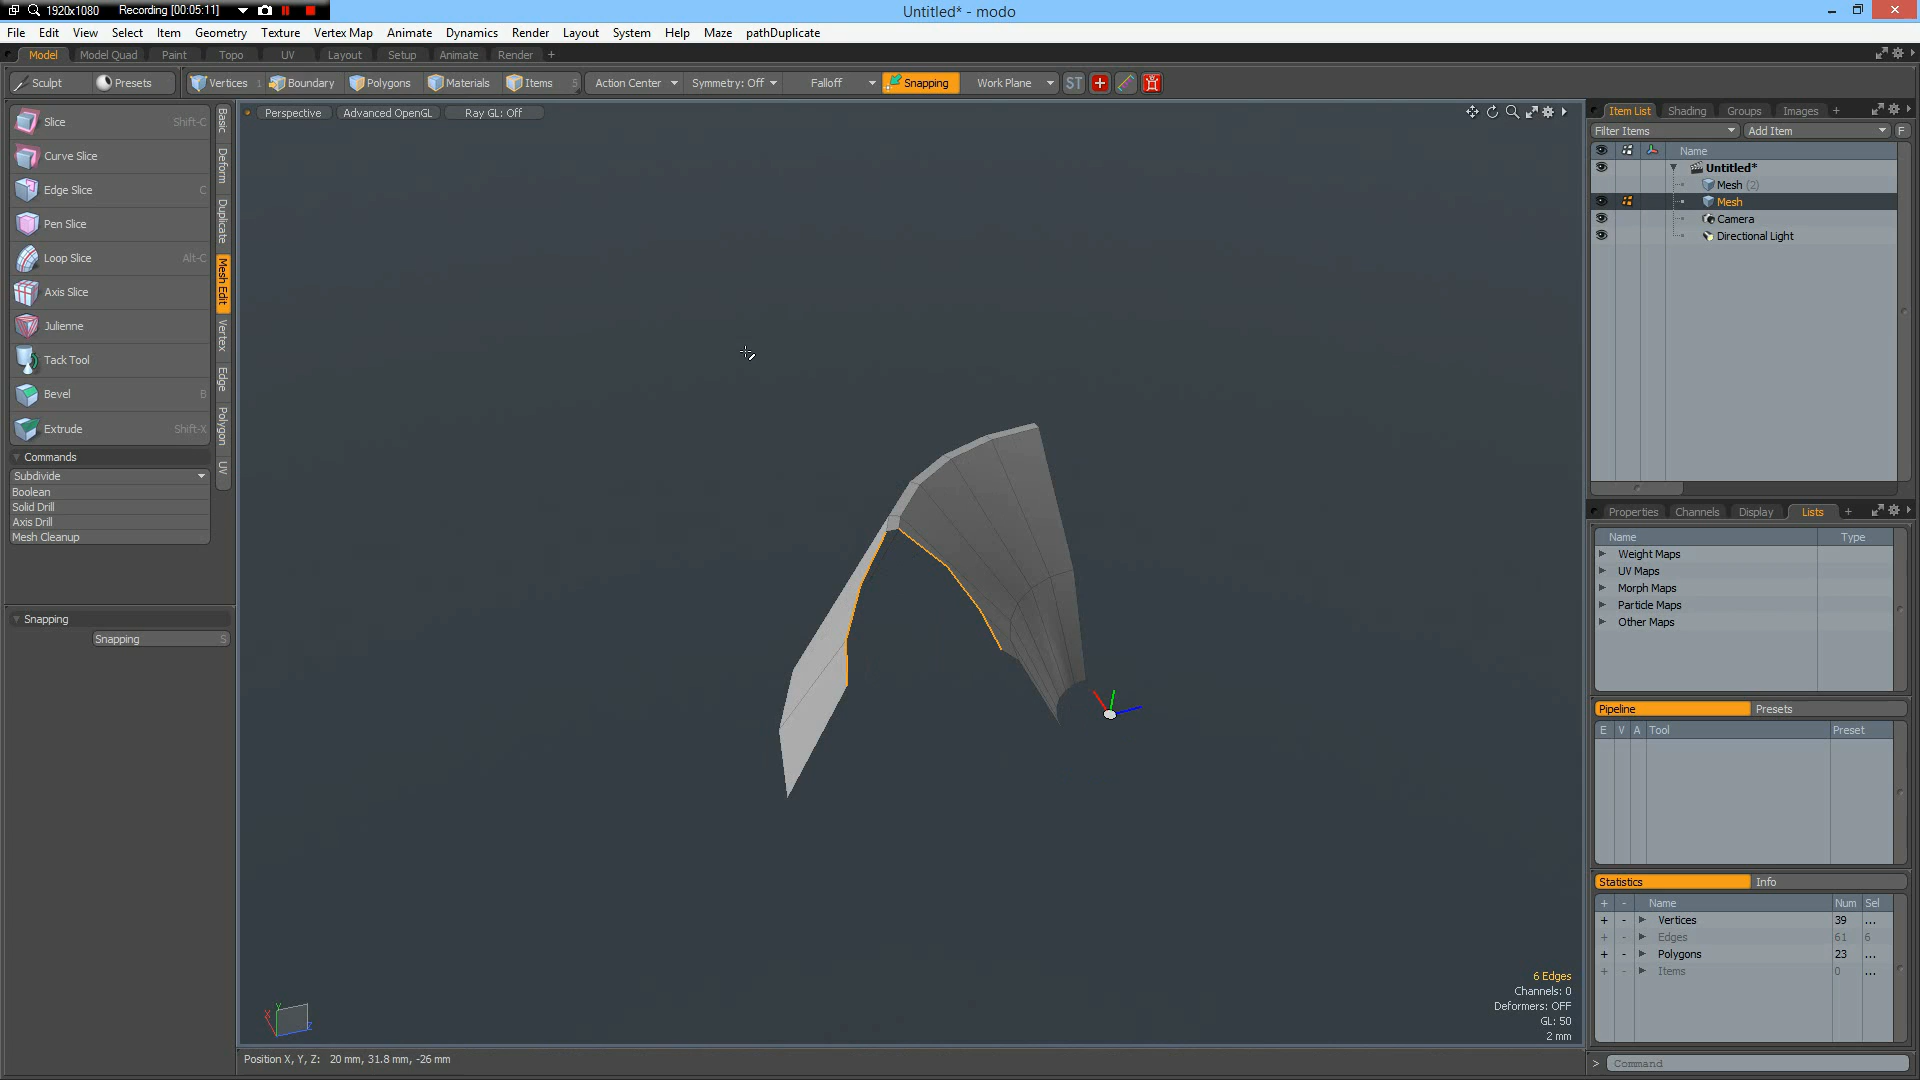 1920x1080 Recording [00:05:11]
Untitled* - modo
File Edit View Select Item Geometry Texture Vertex Map Animate Dynamics Render Layout System Help Maze pathDuplicate
Model Model Quad Paint Topo UV Layout Setup Animate Render +
Sculpt Presets Vertices 1 Boundary Polygons Materials Items 5 Action Center Symmetry: Off Falloff Snapping Work Plane ST
Slice Shift-C
Curve Slice
Edge Slice C
Pen Slice
Loop Slice Alt-C
Axis Slice
Julienne
Tack Tool
Bevel B
Extrude Shift-X
Commands
Subdivide
Boolean
Solid Drill
Axis Drill
Mesh Cleanup
Snapping
Snapping S
Basic
Deform
Duplicate
Mesh Edit
Vertex
Edge
Polygon
UV
Perspective Advanced OpenGL Ray GL: Off
6 Edges
Channels: 0
Deformers: OFF
GL: 50
2 mm
Y
X
Z
Position X, Y, Z: 20 mm, 31.8 mm, -26 mm
Item List Shading Groups Images +
Filter Items Add Item F
Name
Untitled*
Mesh (2)
Mesh
Camera
Directional Light
Properties Channels Display Lists +
Name Type
Weight Maps
UV Maps
Morph Maps
Particle Maps
Other Maps
Pipeline Presets
E V A Tool Preset
Statistics Info
+ - Name Num Sel
+ - Vertices 39 ...
+ - Edges 61 6
+ - Polygons 23 ...
+ - Items 0 ...
> Command